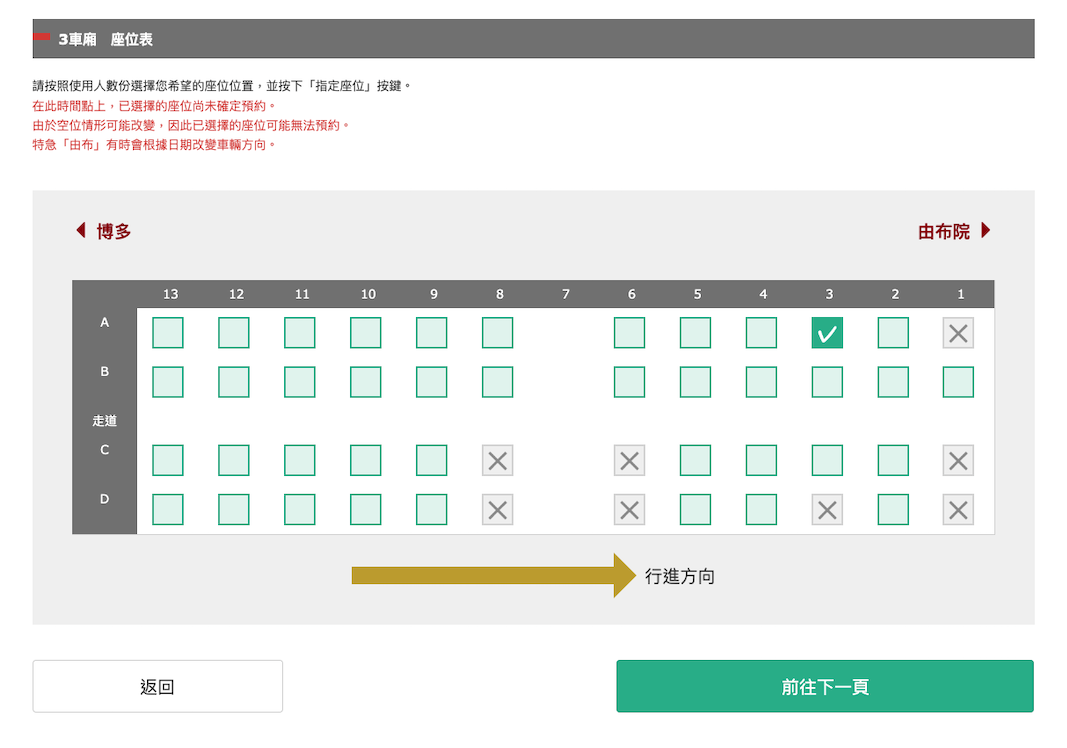 3車廂 座位表
請按照使用人數份選擇您希望的座位位置,並按下「指定座位」按鍵。
在此時間點上,已選擇的座位尚未確定預約。
由於空位情形可能改變,因此已選擇的座位可能無法預約。
特急「由布」有時會根據日期改變車輛方向。
博多
由布院
13 12 11 10 9 8 7 6 5 4 3 2 1
A
B
走道
C
D
行進方向
返回
前往下一頁